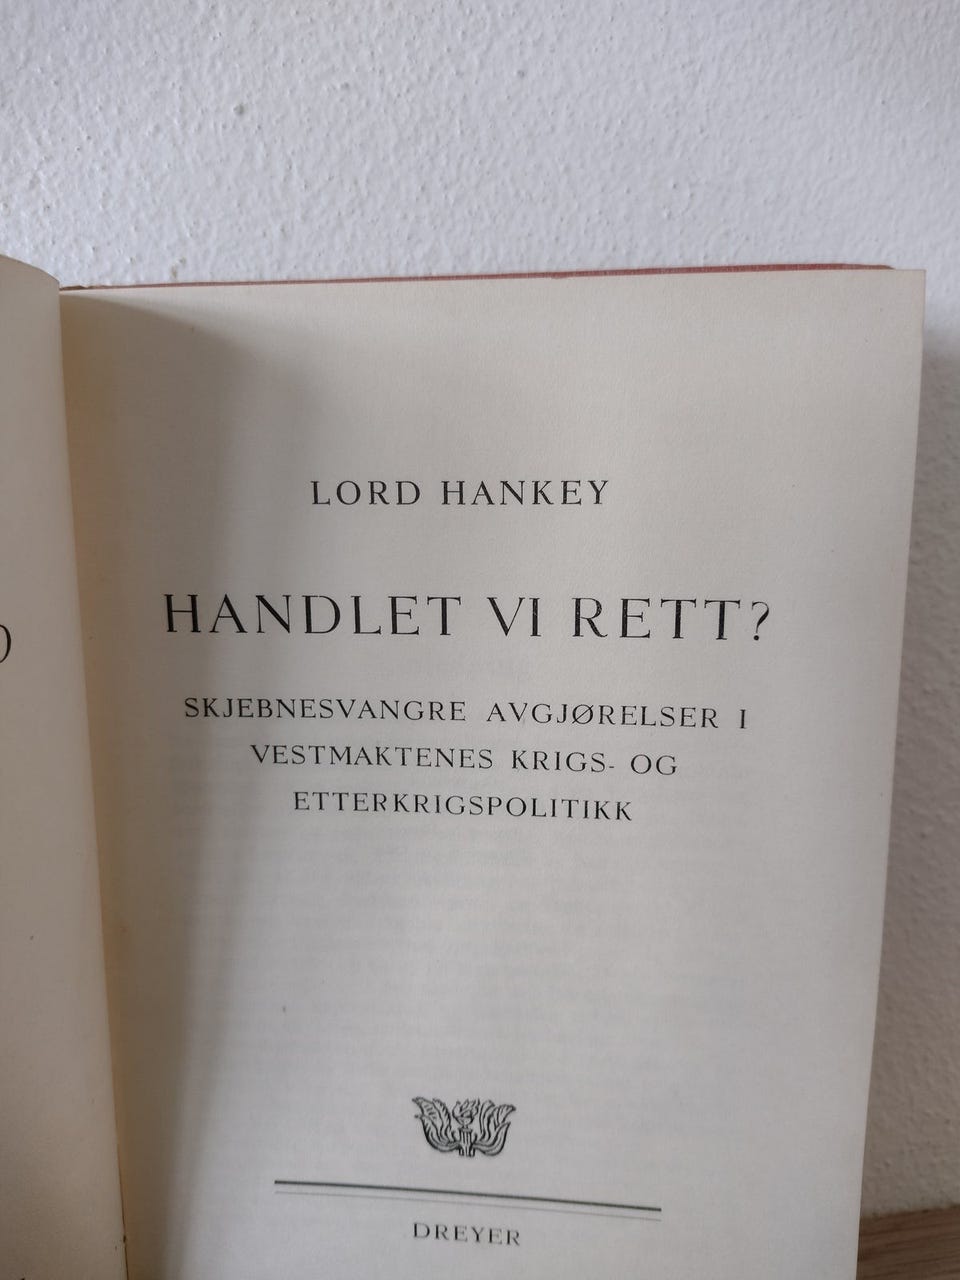 LORD HANKEY
HANDLET VI RETT?
SKJEBNESVANGRE AVGJØRELSER I
VESTMAKTENES KRIGS- OG
ETTERKRIGSPOLITIKK
DREYER